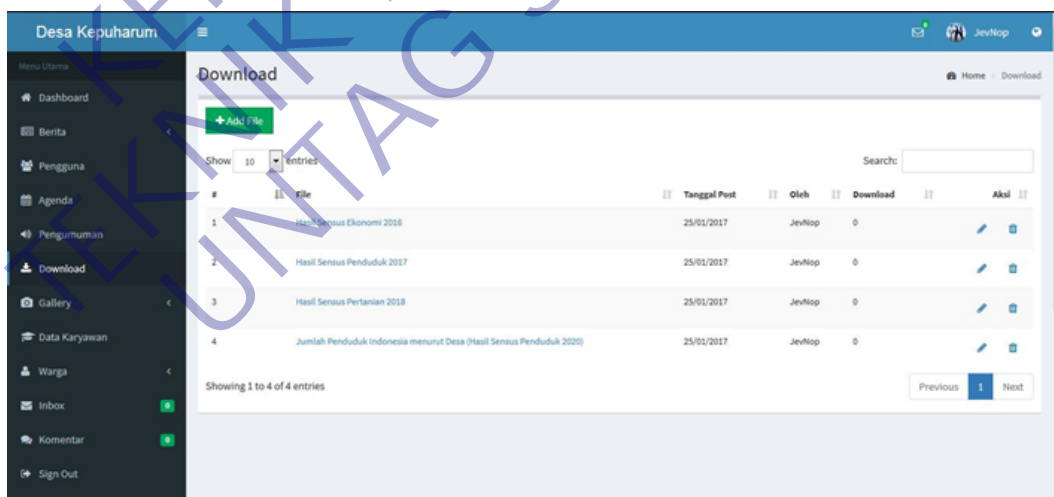 Desa Kepuharum
JevNop
Menu Utama
Download
Home > Download
Dashboard
Berita
Pengguna
Agenda
Pengumuman
Download
Gallery
Data Karyawan
Warga
Inbox 0
Komentar 0
Sign Out
+ Add File
Show 10 entries
Search:
# File Tanggal Post Oleh Download Aksi
1 Hasil Sensus Ekonomi 2016 25/01/2017 JevNop 0
2 Hasil Sensus Penduduk 2017 25/01/2017 JevNop 0
3 Hasil Sensus Pertanian 2018 25/01/2017 JevNop 0
4 Jumlah Penduduk Indonesia menurut Desa (Hasil Sensus Penduduk 2020) 25/01/2017 JevNop 0
Showing 1 to 4 of 4 entries
Previous 1 Next
TEKNIK
UNTAG